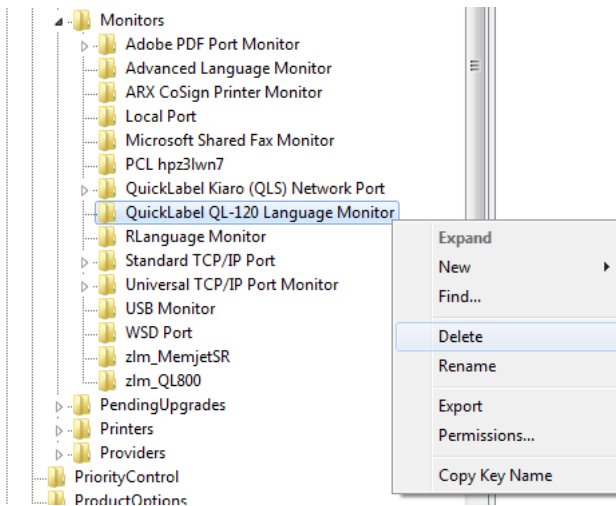 Monitors
Adobe PDF Port Monitor
Advanced Language Monitor
ARX CoSign Printer Monitor
Local Port
Microsoft Shared Fax Monitor
PCL hpz3lwn7
QuickLabel Kiaro (QLS) Network Port
QuickLabel QL-120 Language Monitor
RLanguage Monitor
Standard TCP/IP Port
Universal TCP/IP Port Monitor
USB Monitor
WSD Port
zlm_MemjetSR
zlm_QL800
PendingUpgrades
Printers
Providers
PriorityControl
ProductOptions
Expand
New
Find...
Delete
Rename
Export
Permissions...
Copy Key Name